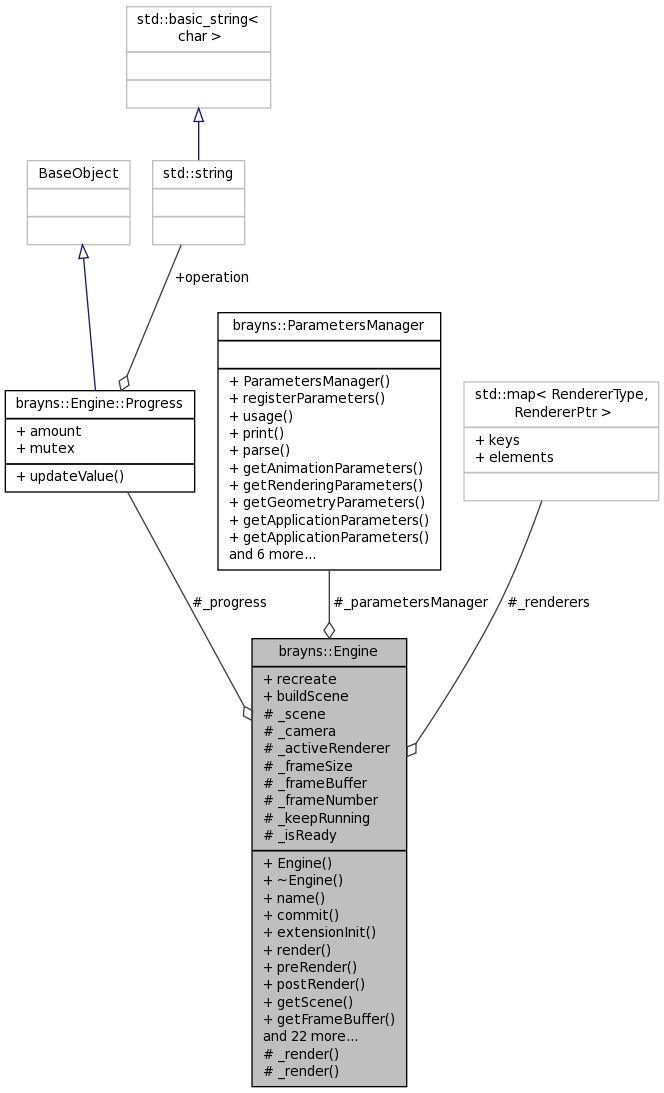 std::basic_string<
char >
BaseObject
std::string
+operation
brayns::ParametersManager
+ ParametersManager()
+ registerParameters()
+ usage()
+ print()
+ parse()
+ getAnimationParameters()
+ getRenderingParameters()
+ getGeometryParameters()
+ getApplicationParameters()
+ getApplicationParameters()
and 6 more...
brayns::Engine::Progress
+ amount
+ mutex
+ updateValue()
std::map< RendererType,
RendererPtr >
+ keys
+ elements
#_progress
#_parametersManager
#_renderers
brayns::Engine
+ recreate
+ buildScene
# _scene
# _camera
# _activeRenderer
# _frameSize
# _frameBuffer
# _frameNumber
# _keepRunning
# _isReady
+ Engine()
+ ~Engine()
+ name()
+ commit()
+ extensionInit()
+ render()
+ preRender()
+ postRender()
+ getScene()
+ getFrameBuffer()
and 22 more...
# _render()
# _render()